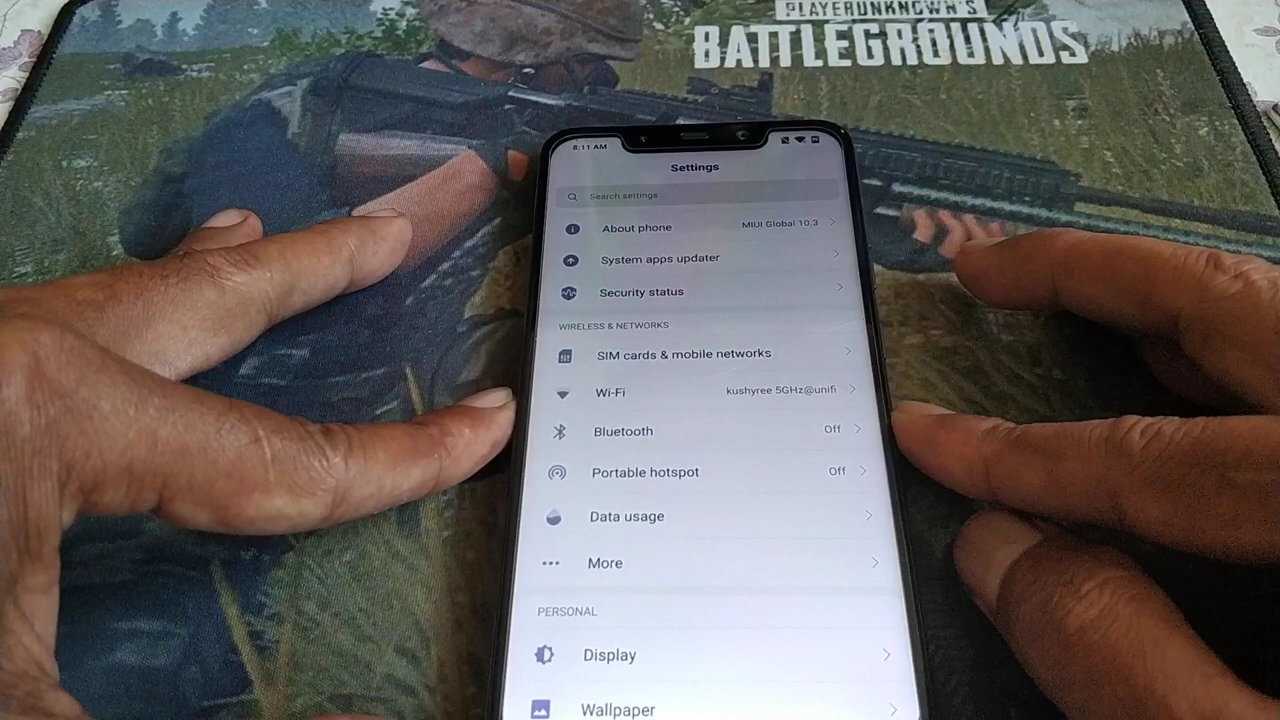 PLAYERUNKNOWN'S
BATTLEGROUNDS
8:11 AM
Settings
Search settings
About phone MIUI Global 10.3
System apps updater
Security status
WIRELESS & NETWORKS
SIM cards & mobile networks
Wi-Fi kushyree 5GHz@unifi
Bluetooth Off
Portable hotspot Off
Data usage
More
PERSONAL
Display
Wallpaper